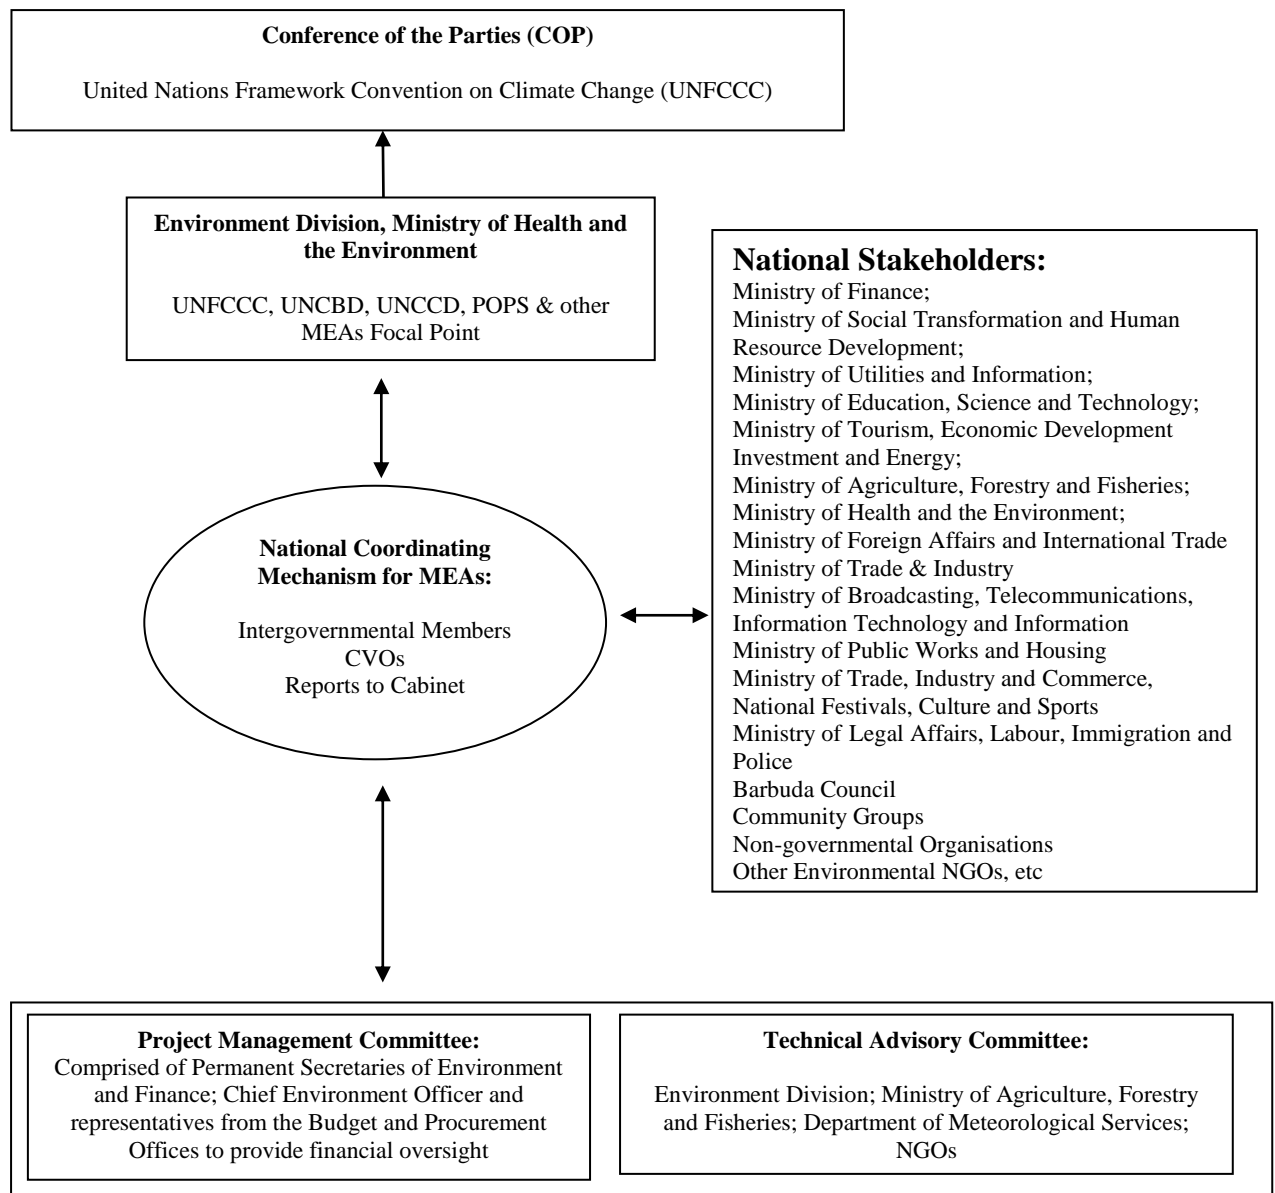 Conference of the Parties (COP)
United Nations Framework Convention on Climate Change (UNFCCC)
Environment Division, Ministry of Health and
the Environment
UNFCCC, UNCBD, UNCCD, POPS & other
MEAs Focal Point
National Stakeholders:
Ministry of Finance;
Ministry of Social Transformation and Human
Resource Development;
Ministry of Utilities and Information;
Ministry of Education, Science and Technology;
Ministry of Tourism, Economic Development
Investment and Energy;
Ministry of Agriculture, Forestry and Fisheries;
Ministry of Health and the Environment;
Ministry of Foreign Affairs and International Trade
Ministry of Trade & Industry
Ministry of Broadcasting, Telecommunications,
Information Technology and Information
Ministry of Public Works and Housing
Ministry of Trade, Industry and Commerce,
National Festivals, Culture and Sports
Ministry of Legal Affairs, Labour, Immigration and
Police
Barbuda Council
Community Groups
Non-governmental Organisations
Other Environmental NGOs, etc
National Coordinating
Mechanism for MEAs:
Intergovernmental Members
CVOs
Reports to Cabinet
Project Management Committee:
Comprised of Permanent Secretaries of Environment
and Finance; Chief Environment Officer and
representatives from the Budget and Procurement
Offices to provide financial oversight
Technical Advisory Committee:
Environment Division; Ministry of Agriculture, Forestry
and Fisheries; Department of Meteorological Services;
NGOs